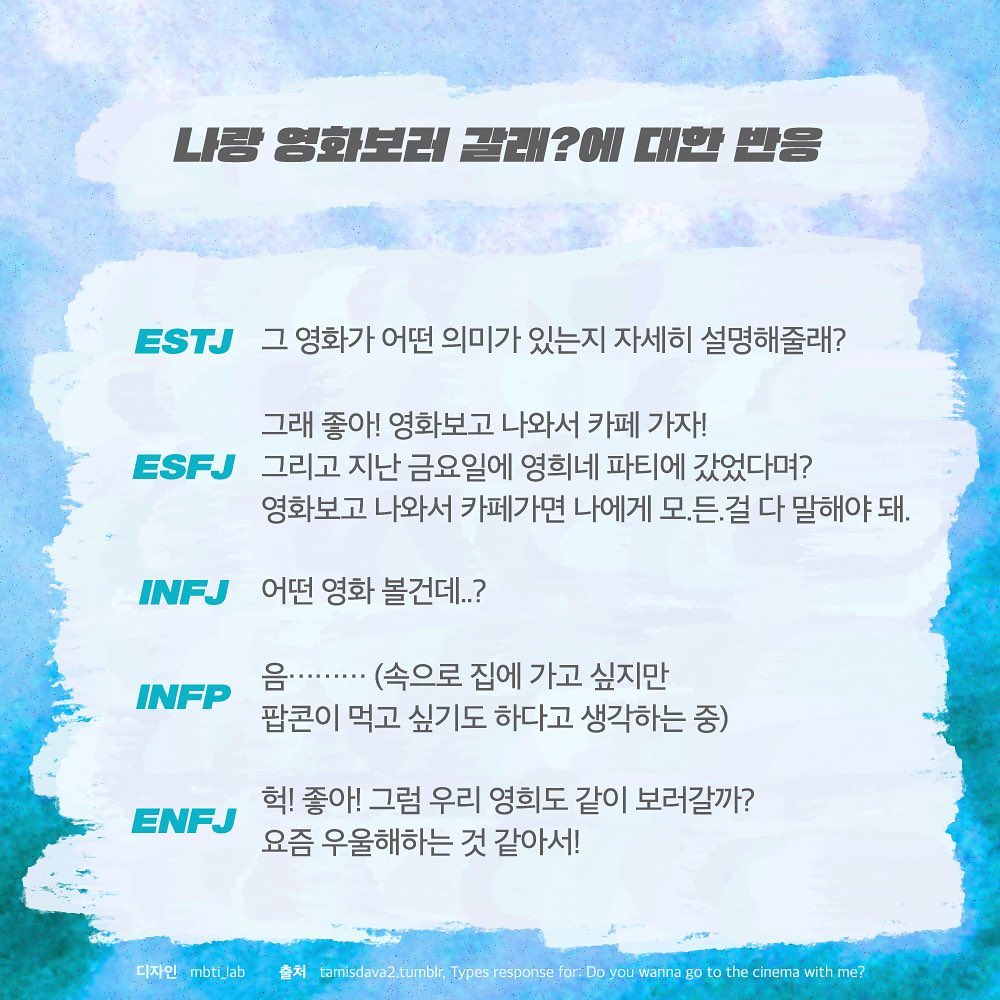 나랑 영화보러 갈래?에 대한 반응
ESTJ 그 영화가 어떤 의미가 있는지 자세히 설명해줄래?
그래 좋아! 영화보고 나와서 카페 가자!
ESFJ 그리고 지난 금요일에 영희네 파티에 갔었다며?
영화보고 나와서 카페가면 나에게 모.든.걸 다 말해야 돼.
INFJ 어떤 영화 볼건데..?
INFP
음……… (속으로 집에 가고 싶지만
팝콘이 먹고 싶기도 하다고 생각하는 중)
ENFJ
헉! 좋아! 그럼 우리 영희도 같이 보러갈까?
요즘 우울해하는 것 같아서!
디자인 mbti_lab 출처 tamisdava2.tumblr, Types response for: Do you wanna go to the cinema with me?